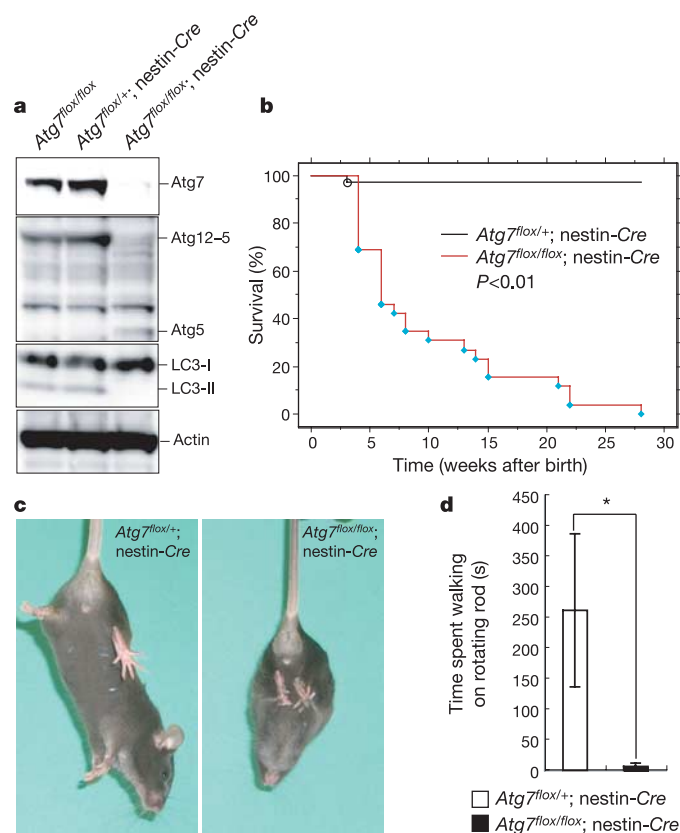 a
Atg7flox/flox
Atg7flox/+; nestin-Cre
Atg7flox/flox; nestin-Cre
Atg7
Atg12–5
Atg5
LC3-I
LC3-II
Actin
b
Survival (%)
100
80
60
40
20
0
Atg7flox/+; nestin-Cre
Atg7flox/flox; nestin-Cre
P<0.01
0 5 10 15 20 25 30
Time (weeks after birth)
c
Atg7flox/+;
nestin-Cre
Atg7flox/flox;
nestin-Cre
d
Time spent walking
on rotating rod (s)
450
400
350
300
250
200
150
100
50
0
*
Atg7flox/+; nestin-Cre
Atg7flox/flox; nestin-Cre